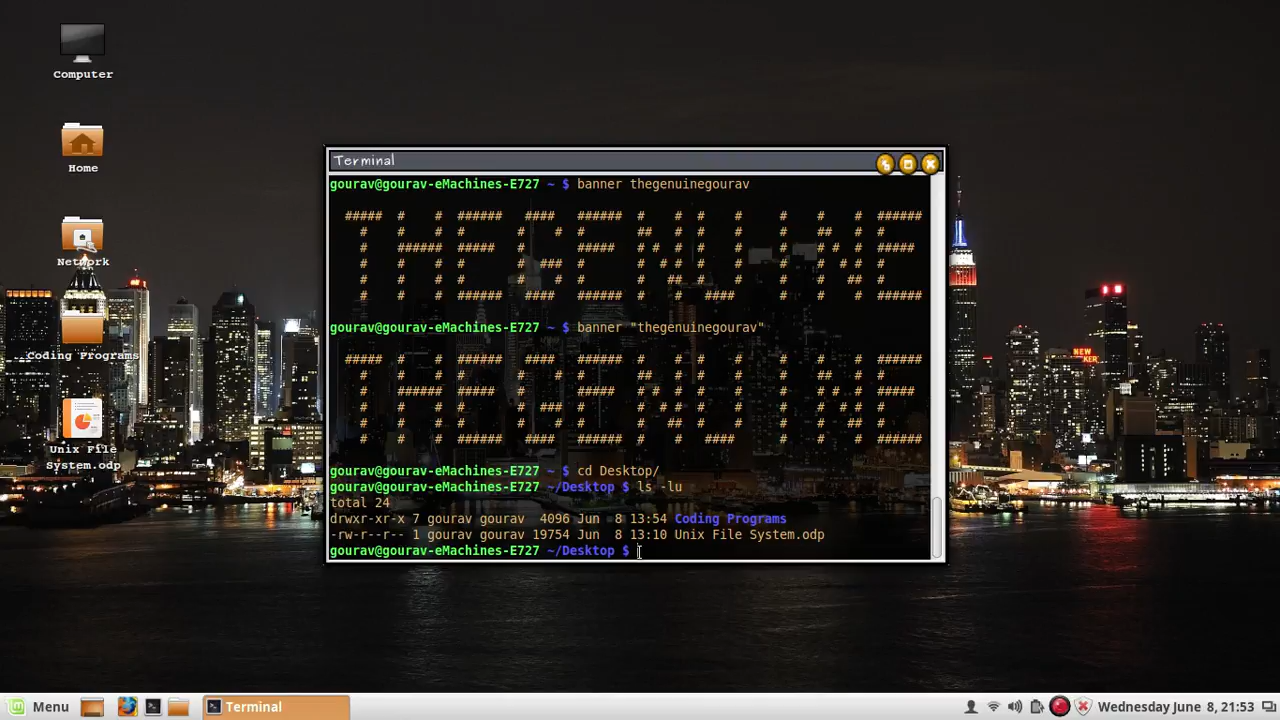 Computer
Home
Network
Coding Programs
Unix File
System.odp
Terminal
gourav@gourav-eMachines-E727 ~ $ banner thegenuinegourav
THEGENUINE
gourav@gourav-eMachines-E727 ~ $ banner "thegenuinegourav"
THEGENUINE
gourav@gourav-eMachines-E727 ~ $ cd Desktop/
gourav@gourav-eMachines-E727 ~/Desktop $ ls -lu
total 24
drwxr-xr-x 7 gourav gourav  4096 Jun  8 13:54 Coding Programs
-rw-r--r-- 1 gourav gourav 19754 Jun  8 13:10 Unix File System.odp
gourav@gourav-eMachines-E727 ~/Desktop $
NEW
Menu
Terminal
Wednesday June 8, 21:53